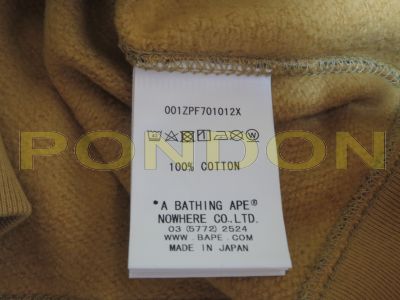 001ZPF701012X
PONDON
100% COTTON
A BATHING APE®
NOWHERE CO., LTD.
03 (5772) 2524
WWW. BAPE. COM
MADE IN JAPAN